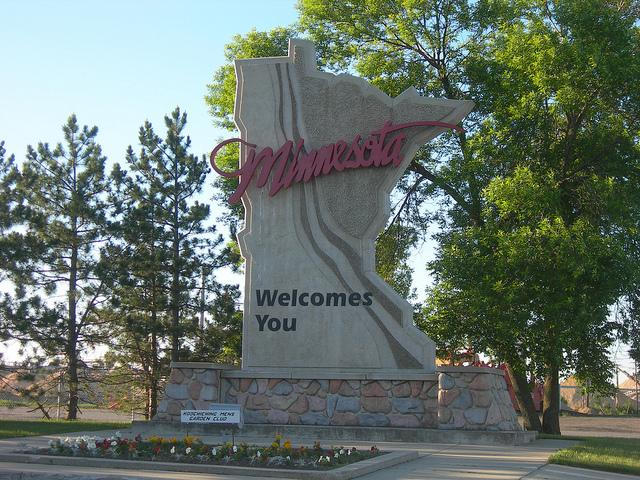 Minnesota
Welcomes
You
KOOCHICHING MENS
GARDEN CLUB